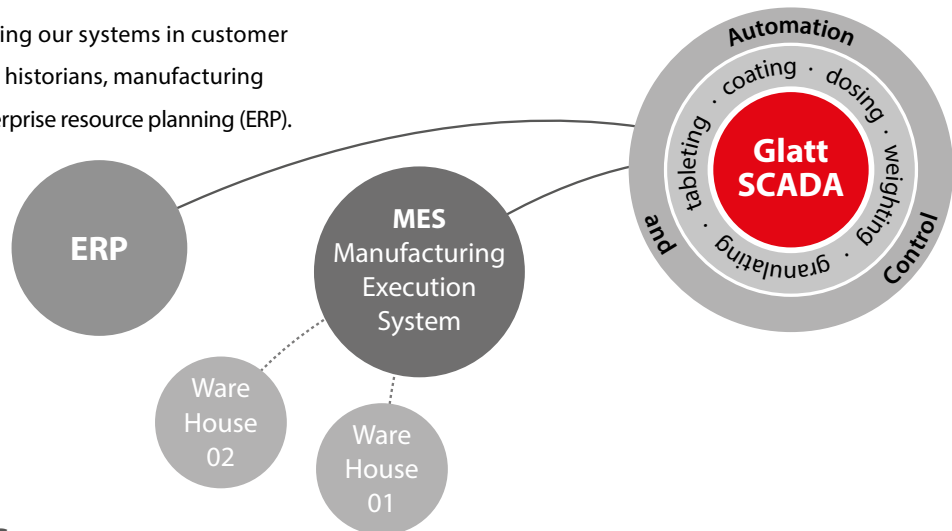 ing our systems in customer
historians, manufacturing
erprise resource planning (ERP).
Automation
and
Control
tableting · coating · dosing · weighting · granulating ·
Glatt
SCADA
ERP
MES
Manufacturing
Execution
System
Ware
House
02
Ware
House
01